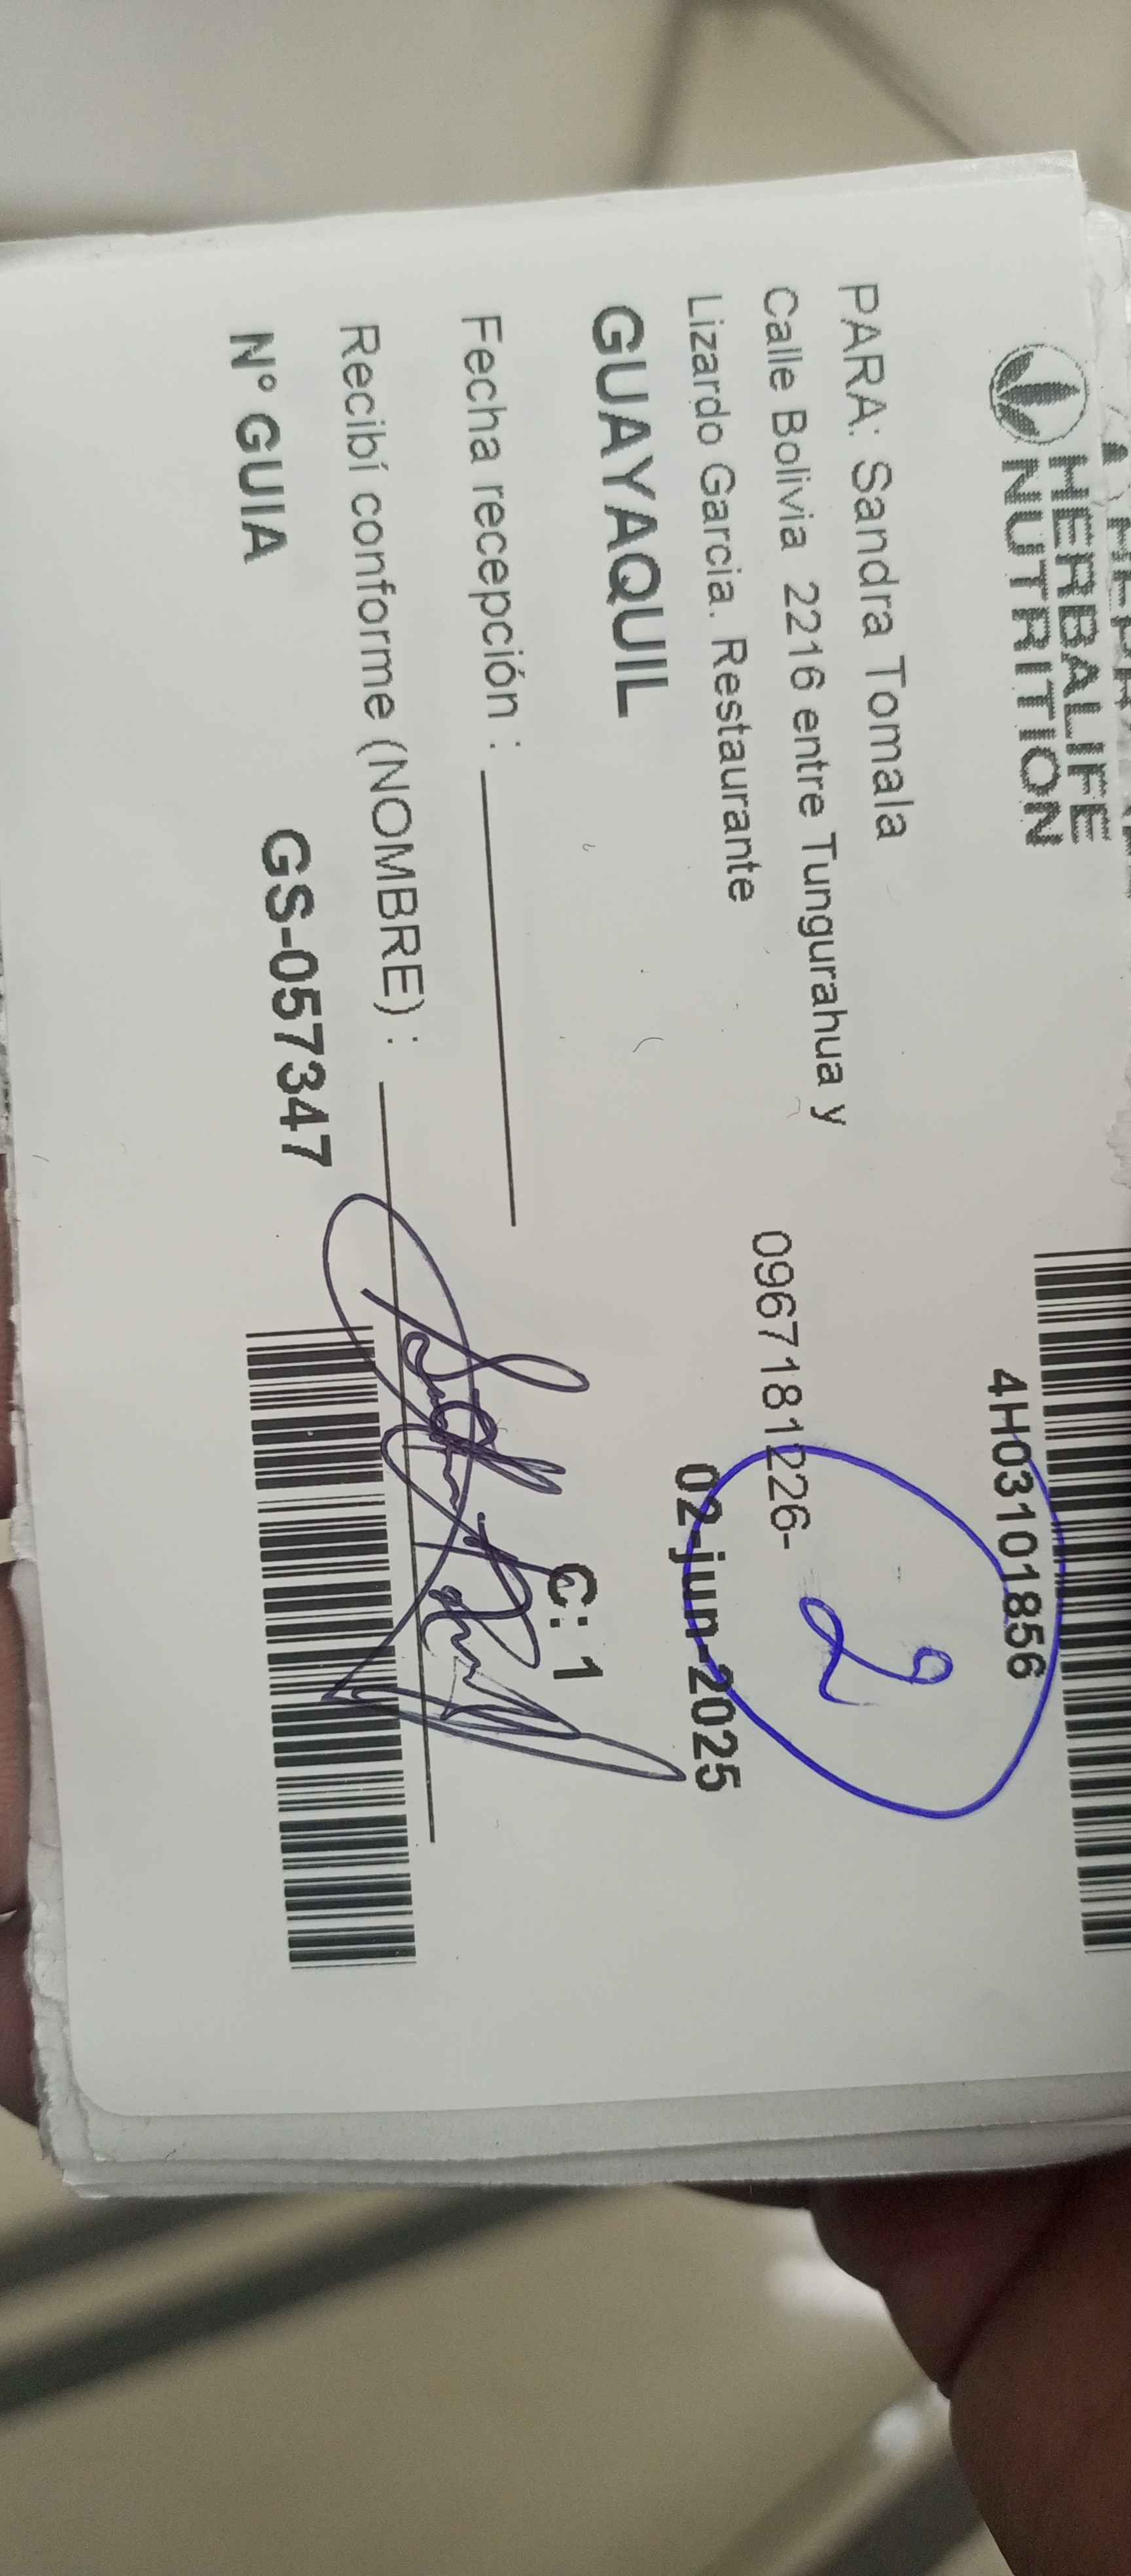 HERBALIFE
NUTRITION
4H03101856
PARA: Sandra Tomala
Calle Bolivia 2216 entre Tungurahua y
0967181226-
2
Lizardo Garcia. Restaurante
02-jun-2025
GUAYAQUIL
C: 1
Fecha recepción :
Recibí conforme (NOMBRE) :
N° GUIA GS-057347